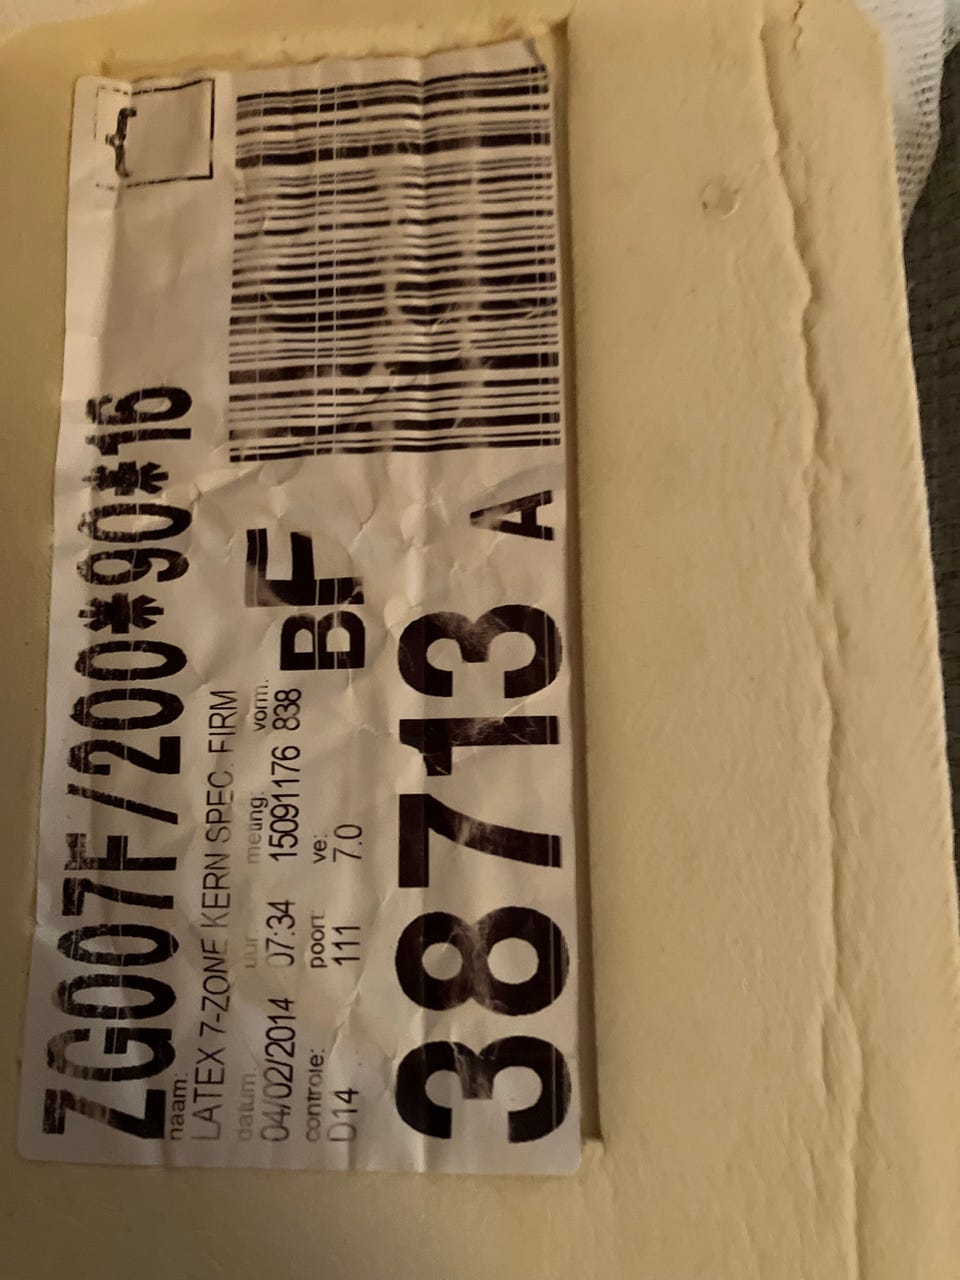 ZG007F/200*90*16
naam:
LATEX 7-ZONE KERN SPEC. FIRM
datum: uur: vorm.
04/02/2014 07:34 15091176 838
controle: poort: ve:
D14 111 7.0
BF
38713 A